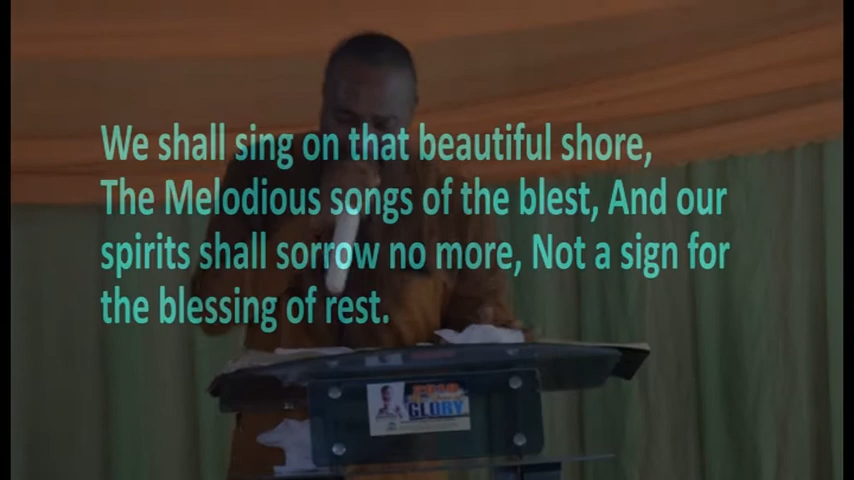 We shall sing on that beautiful shore,
The Melodious songs of the blest, And our
spirits shall sorrow no more, Not a sign for
the blessing of rest.
2018
GLORY